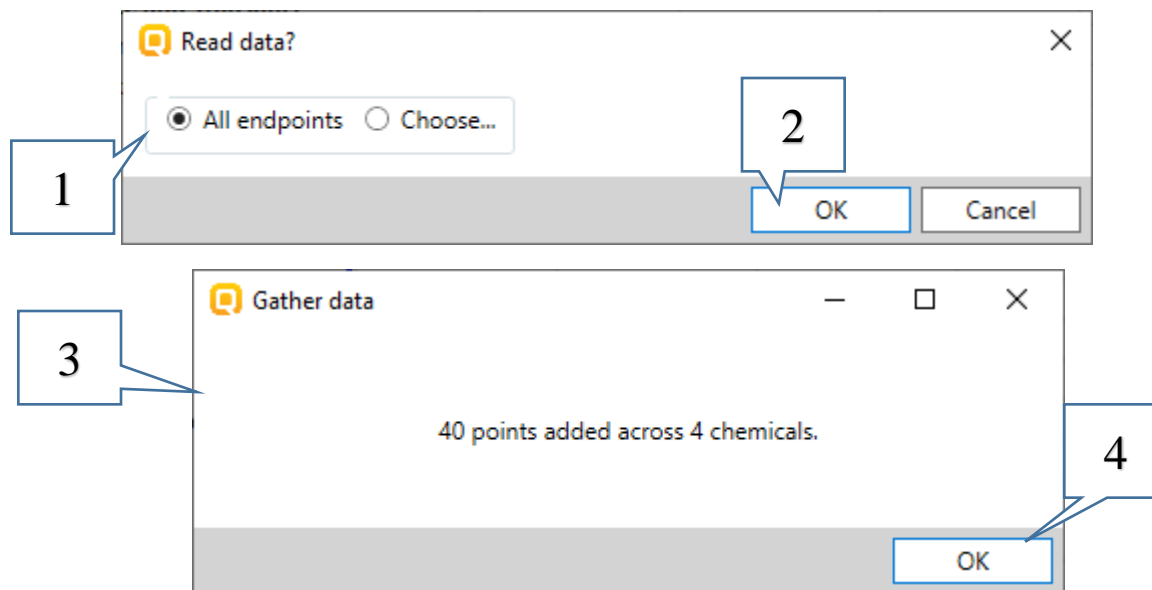 Read data?
All endpoints Choose...
1
2
OK Cancel
Gather data
3
40 points added across 4 chemicals.
4
OK